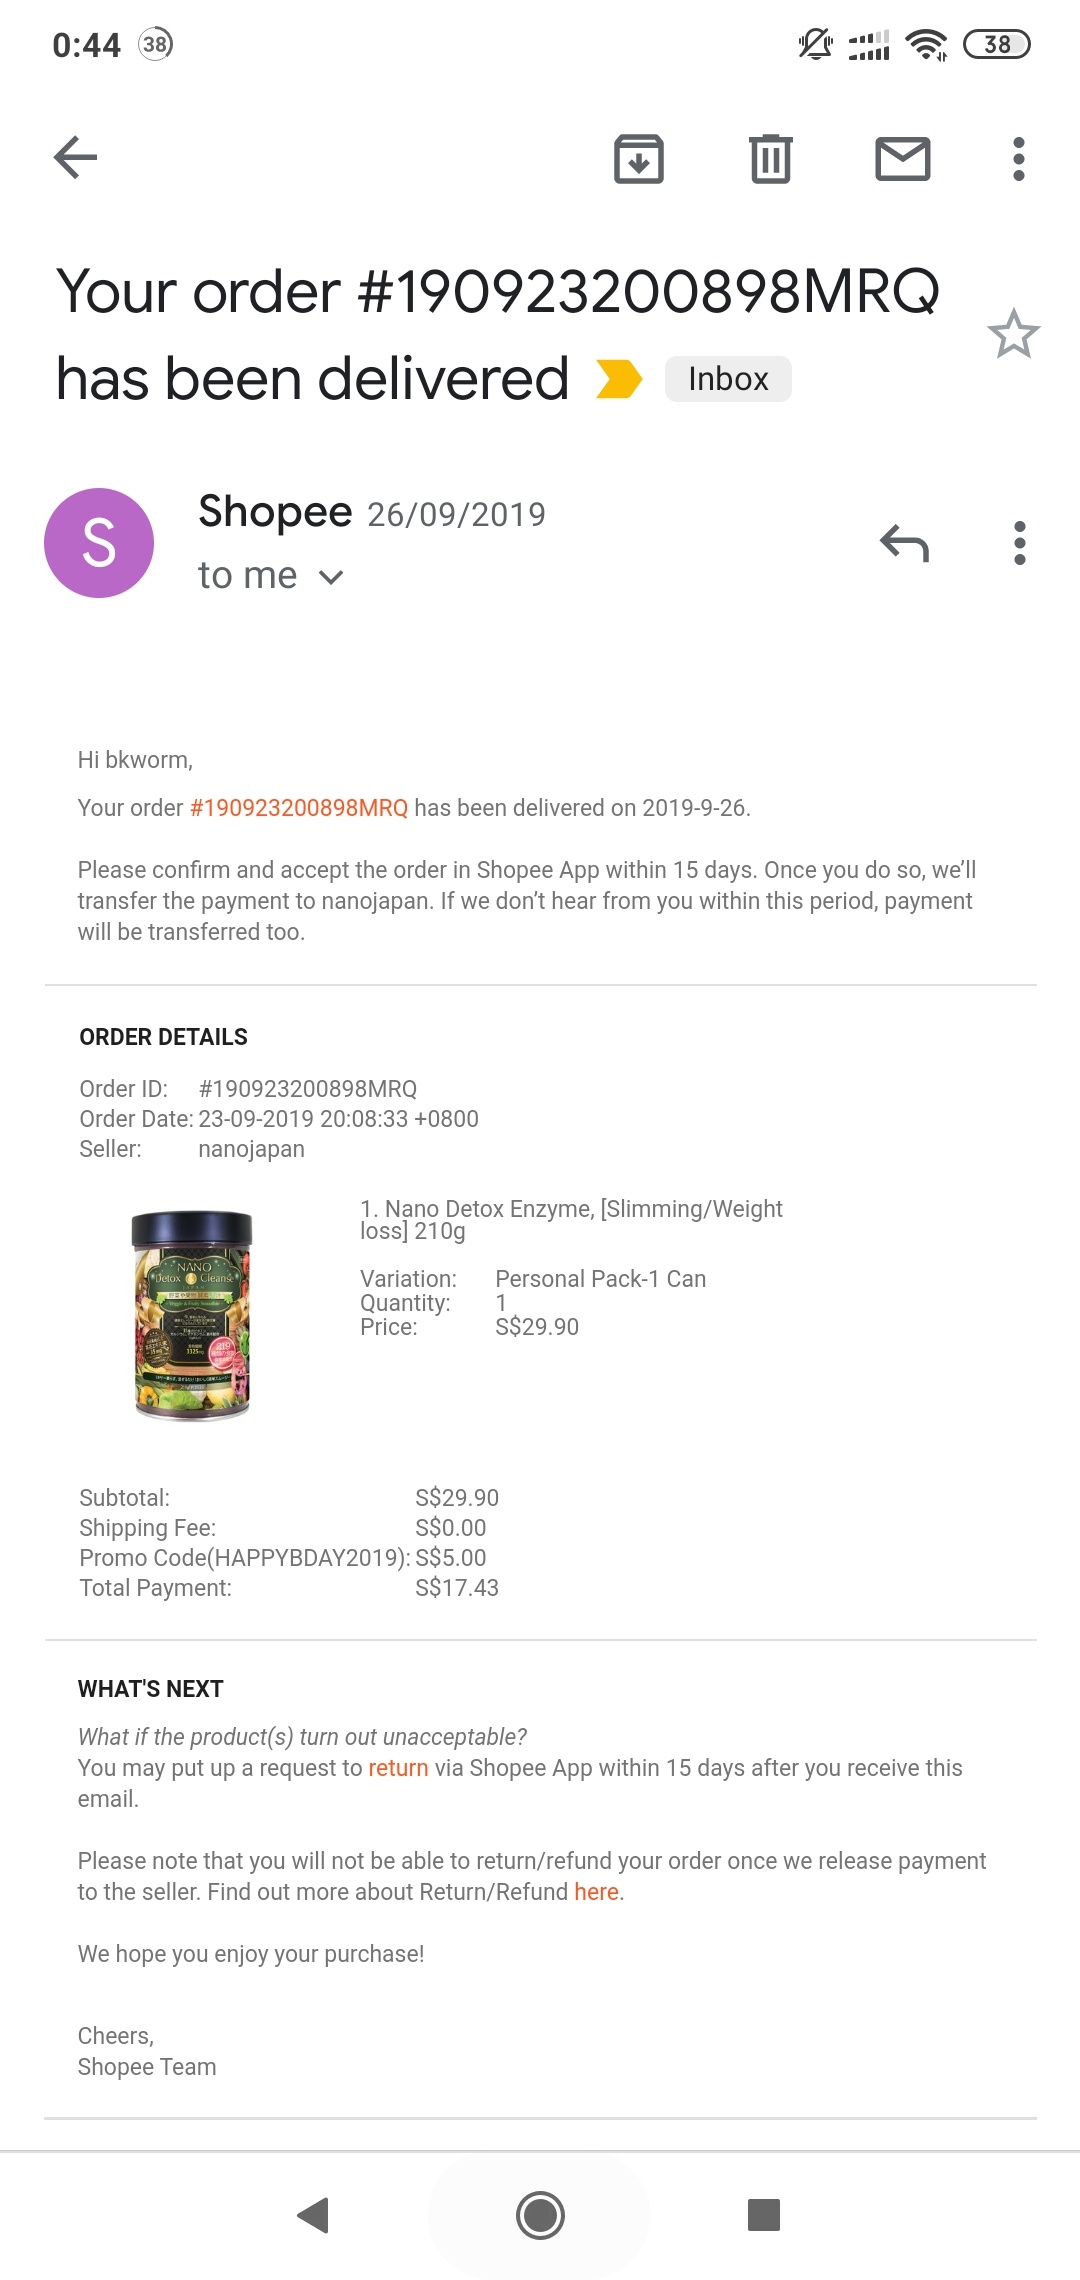 0:44 38 38
Your order #190923200898MRQ
has been delivered Inbox
S
Shopee 26/09/2019
to me
Hi bkworm,
Your order #190923200898MRQ has been delivered on 2019-9-26.
Please confirm and accept the order in Shopee App within 15 days. Once you do so, we'll
transfer the payment to nanojapan. If we don't hear from you within this period, payment
will be transferred too.
ORDER DETAILS
Order ID: #190923200898MRQ
Order Date: 23-09-2019 20:08:33 +0800
Seller: nanojapan
1. Nano Detox Enzyme, [Slimming/Weight
loss] 210g
Variation: Personal Pack-1 Can
Quantity: 1
Price: S$29.90
NANO
Detox Cleanse
Subtotal: S$29.90
Shipping Fee: S$0.00
Promo Code(HAPPYBDAY2019): S$5.00
Total Payment: S$17.43
WHAT'S NEXT
What if the product(s) turn out unacceptable?
You may put up a request to return via Shopee App within 15 days after you receive this
email.
Please note that you will not be able to return/refund your order once we release payment
to the seller. Find out more about Return/Refund here.
We hope you enjoy your purchase!
Cheers,
Shopee Team